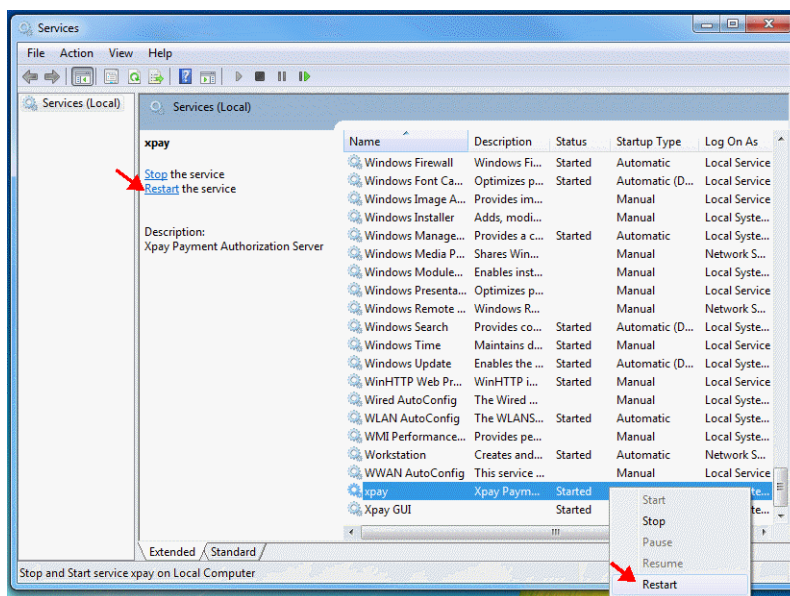 Services
File Action View Help
Services (Local)
Services (Local)
xpay
Stop the service
Restart the service
Description:
Xpay Payment Authorization Server
Name Description Status Startup Type Log On As
Windows Firewall Windows Fi... Started Automatic Local Service
Windows Font Ca... Optimizes p... Started Automatic (D... Local Service
Windows Image A... Provides im... Manual Local Service
Windows Installer Adds, modi... Manual Local Syste...
Windows Manage... Provides a c... Started Automatic Local Syste...
Windows Media P... Shares Win... Manual Network S...
Windows Module... Enables inst... Manual Local Syste...
Windows Presenta... Optimizes p... Manual Local Service
Windows Remote ... Windows R... Manual Network S...
Windows Search Provides co... Started Automatic (D... Local Syste...
Windows Time Maintains d... Started Manual Local Service
Windows Update Enables the ... Started Automatic (D... Local Syste...
WinHTTP Web Pr... WinHTTP i... Started Manual Local Service
Wired AutoConfig The Wired ... Manual Local Syste...
WLAN AutoConfig The WLANS... Started Automatic Local Syste...
WMI Performance... Provides pe... Manual Local Syste...
Workstation Creates and... Started Automatic Network S...
WWAN AutoConfig This service ... Manual Local Service
xpay Xpay Paym... Started te...
Xpay GUI Started te...
Start
Stop
Pause
Resume
Restart
Extended Standard
Stop and Start service xpay on Local Computer